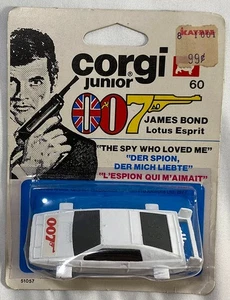 corgi
junior
007
60
JAMES BOND
Lotus Esprit
"THE SPY WHO LOVED ME"
"DER SPION,
DER MICH LIEBTE"
"L'ESPION QUI M'AIMAIT"
99¢
007